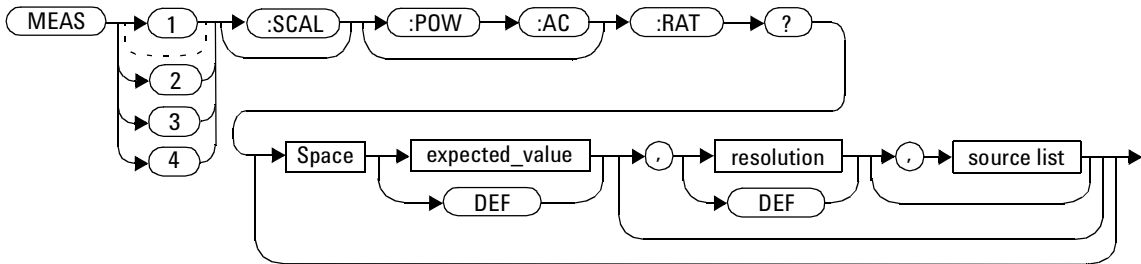 MEAS 1 :SCAL :POW :AC :RAT ?
2
3
4
Space expected_value , resolution , source list
DEF DEF